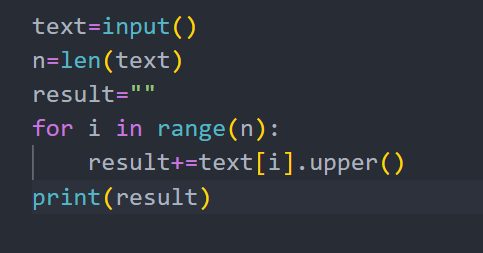 text=input()
n=len(text)
result=""
for i in range(n):
    result+=text[i].upper()
print(result)